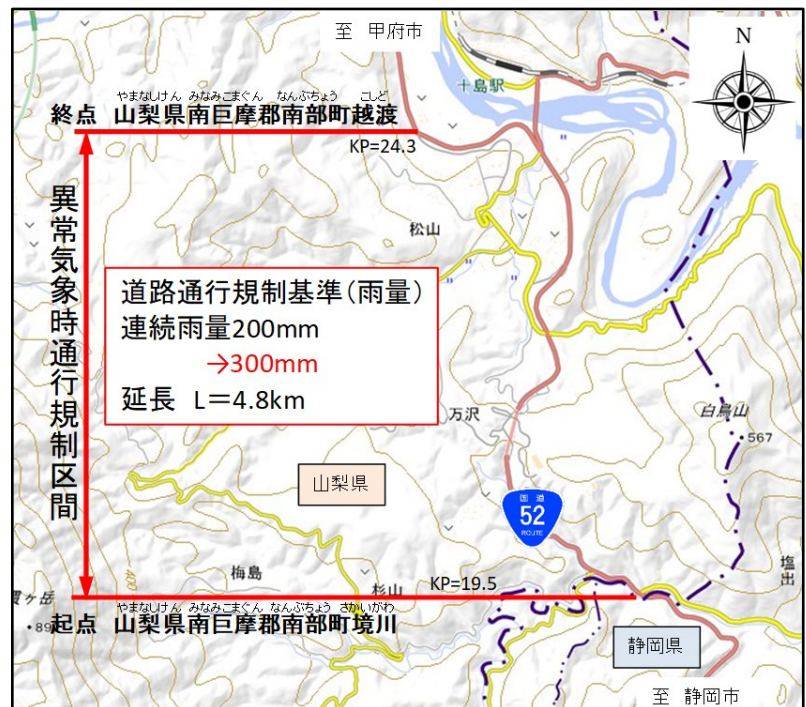 至 甲府市
N
十島駅
やまなしけん みなみこまぐん なんぶちょう こしど
終点 山梨県南巨摩郡南部町越渡
KP=24.3
松山
異常気象時通行規制区間
道路通行規制基準(雨量)
連続雨量200mm
→300mm
延長 L=4.8km
万沢
白鳥山
567
山梨県
国道
52
ROUTE
400
梅島
杉山
KP=19.5
塩出
貫ヶ岳
89
やまなしけん みなみこまぐん なんぶちょう さかいがわ
起点 山梨県南巨摩郡南部町境川
静岡県
至 静岡市